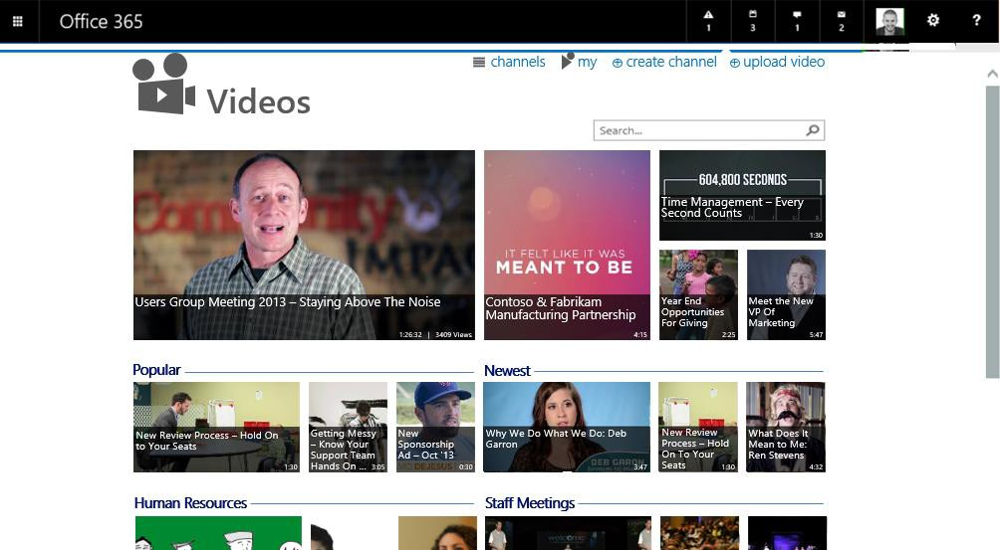 Office 365
1
3
1
2
?
channels
my
create channel
upload video
Videos
Search...
Community
IMPAC
Users Group Meeting 2013 – Staying Above The Noise
1:26:32 | 3409 Views
IT FELT LIKE IT WAS
MEANT TO BE
Contoso & Fabrikam
Manufacturing Partnership
4:15
604,800 SECONDS
Time Management – Every
Second Counts
1:30
Year End
Opportunities
For Giving
2:25
Meet the New
VP Of
Marketing
5:47
Popular
Newest
New Review Process – Hold On
to Your Seats
1:30
Getting Messy
– Know Your
Support Team
Hands On ... 3:05
New
Sponsorship
Ad – Oct '13
0:30
DEJESUS
Why We Do What We Do: Deb
Garron
DEB GARRON
3:47
New Review
Process – Hold
On To Your
Seats
1:30
What Does It
Mean to Me:
Ren Stevens
4:32
Human Resources
Staff Meetings
welcome